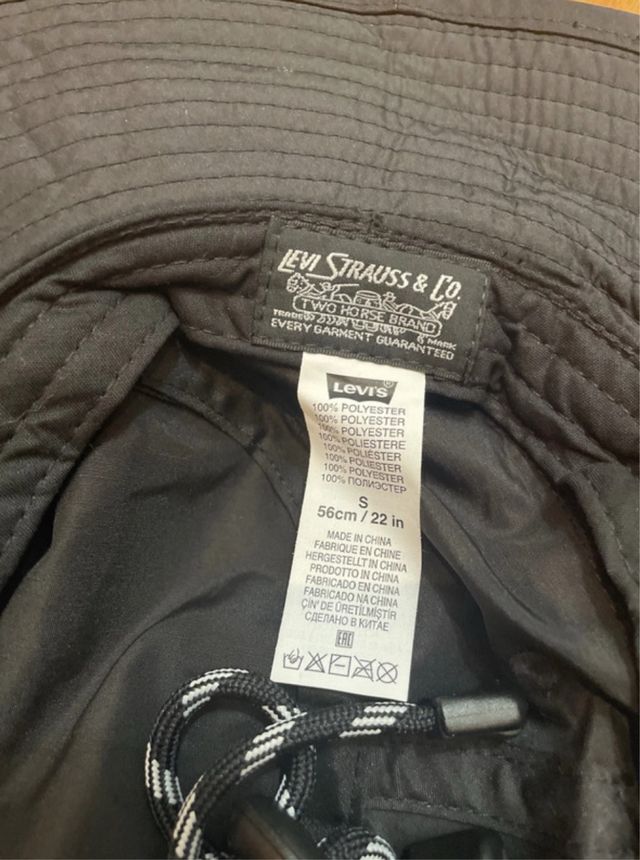 LEVI STRAUSS & CO.
TWO HORSE BRAND
TRADE MARK
EVERY GARMENT GUARANTEED
LEVI'S
100% POLYESTER
100% POLYESTER
100% POLYESTER
100% POLIESTERE
100% POLIÉSTER
100% POLIESTER
100% POLYESTER
100% ПОЛИЭСТЕР
S
56cm / 22 in
MADE IN CHINA
FABRIQUE EN CHINE
HERGESTELLT IN CHINA
PRODOTTO IN CHINA
FABRICADO EN CHINA
FABRICADO NA CHINA
ÇIN' DE ÜRETILMIŞTIR
СДЕЛАНО В КИТАЕ
EAC